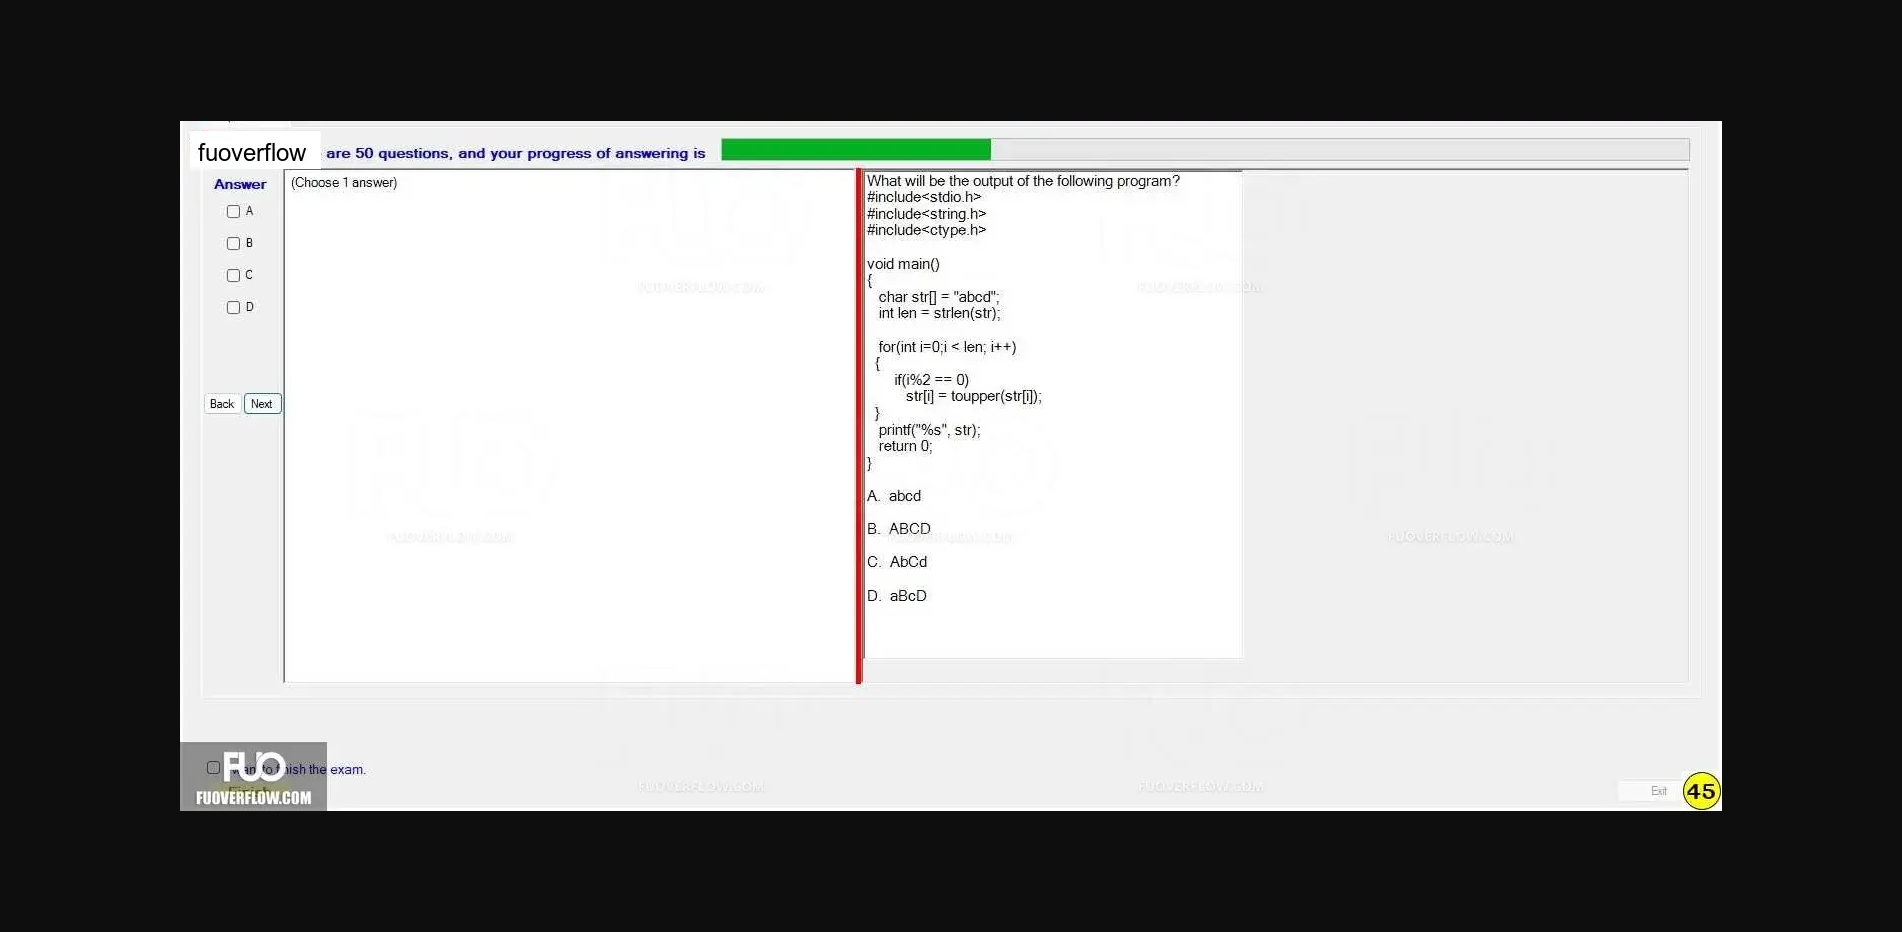 fuoverflow are 50 questions, and your progress of answering is
Answer
(Choose 1 answer)
A
B
C
D
Back Next
What will be the output of the following program?
#include<stdio.h>
#include<string.h>
#include<ctype.h>
void main()
{
char str[] = "abcd";
int len = strlen(str);
for(int i=0;i < len; i++)
{
if(i%2 == 0)
str[i] = toupper(str[i]);
}
printf("%s", str);
return 0;
}
A. abcd
B. ABCD
C. AbCd
D. aBcD
FUOVERFLOW.COM
FUOVERFLOW.COM
FUOVERFLOW.COM
FUOVERFLOW.COM
FUOVERFLOW.COM
FUOVERFLOW.COM
FUOVERFLOW.COM
FUO
the exam.
FUOVERFLOW.COM
Exit
45